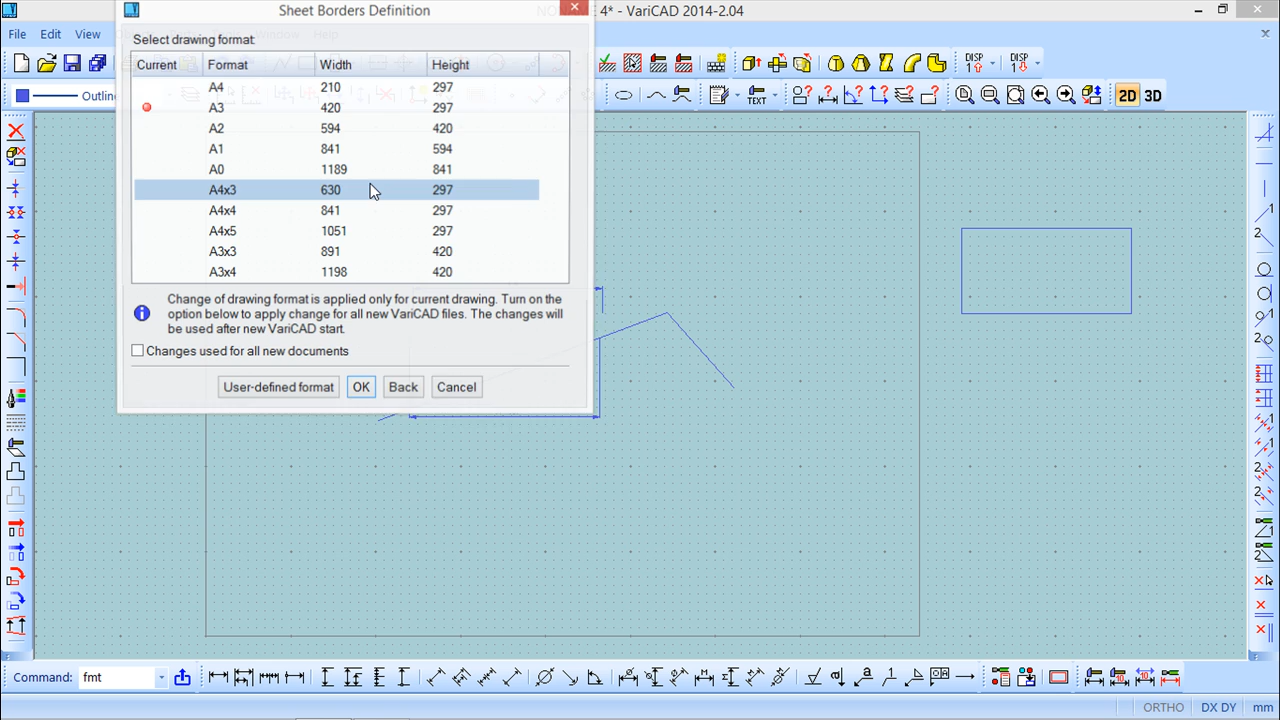 Sheet Borders Definition
4* - VariCAD 2014-2.04
File Edit View
Select drawing format:
Current Format Width Height
A4 210 297
A3 420 297
A2 594 420
A1 841 594
A0 1189 841
A4x3 630 297
A4x4 841 297
A4x5 1051 297
A3x3 891 420
A3x4 1198 420
Outline
DISP DISP
TEXT
2D 3D
Change of drawing format is applied only for current drawing. Turn on the
option below to apply change for all new VariCAD files. The changes will
be used after new VariCAD start.
Changes used for all new documents
User-defined format OK Back Cancel
Command: fmt
ORTHO DX DY mm